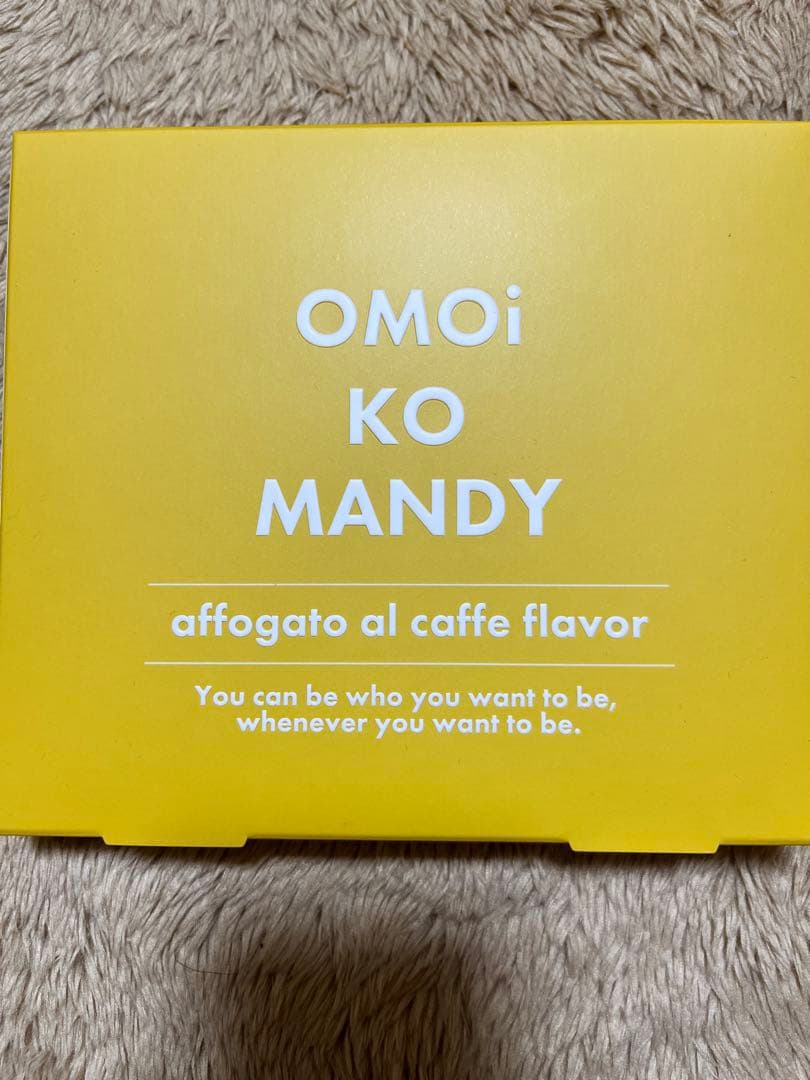 OMOi
KO
MANDY
affogato al caffe flavor
You can be who you want to be,
whenever you want to be.